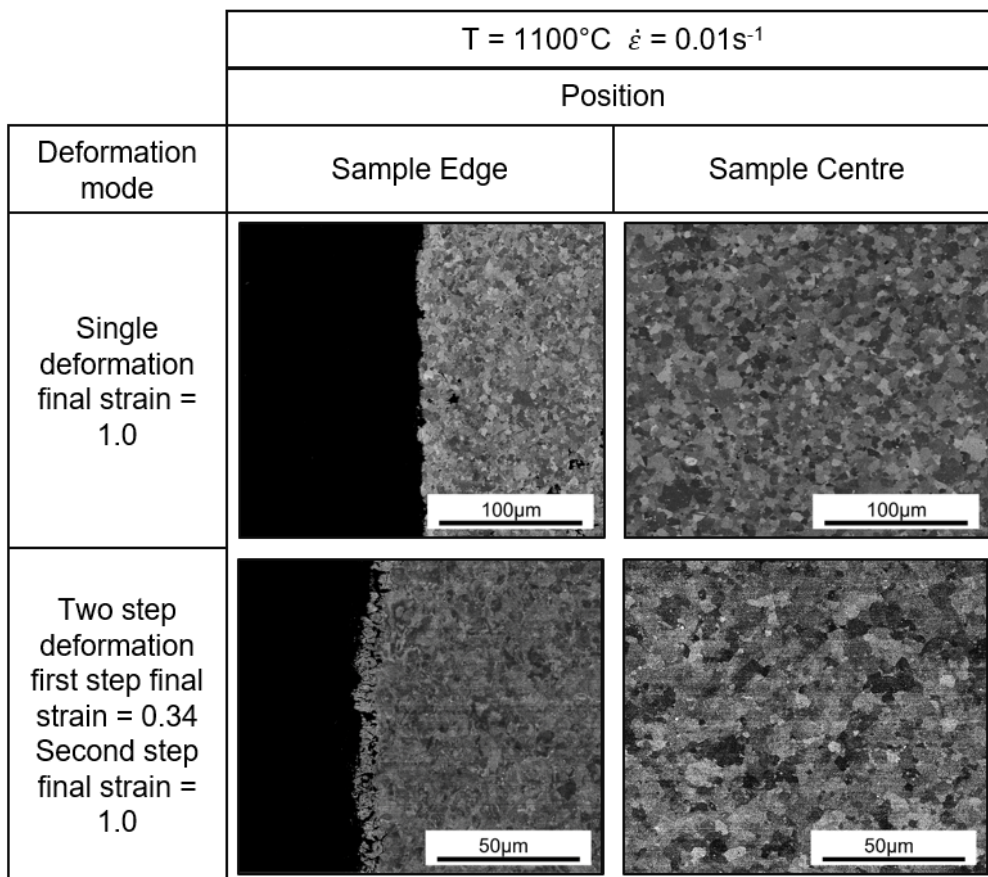 T = 1100°C ε̇ = 0.01s⁻¹
Position
Deformation
mode
Sample Edge
Sample Centre
Single
deformation
final strain =
1.0
100µm
100µm
Two step
deformation
first step final
strain = 0.34
Second step
final strain =
1.0
50µm
50µm